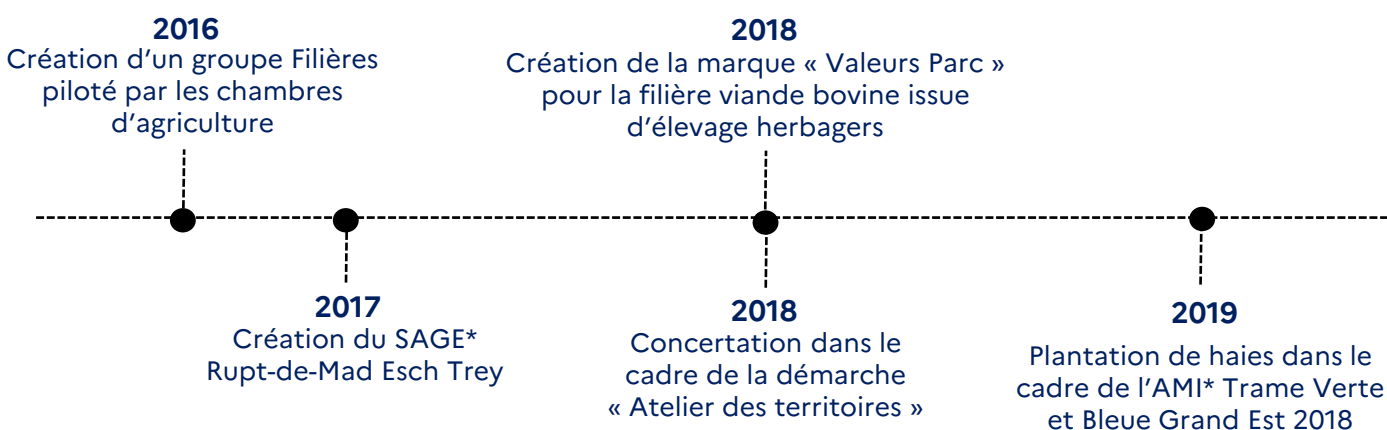 2016
Création d'un groupe Filières
piloté par les chambres
d'agriculture
2017
Création du SAGE*
Rupt-de-Mad Esch Trey
2018
Création de la marque « Valeurs Parc »
pour la filière viande bovine issue
d'élevage herbagers
2018
Concertation dans le
cadre de la démarche
« Atelier des territoires »
2019
Plantation de haies dans le
cadre de l'AMI* Trame Verte
et Bleue Grand Est 2018